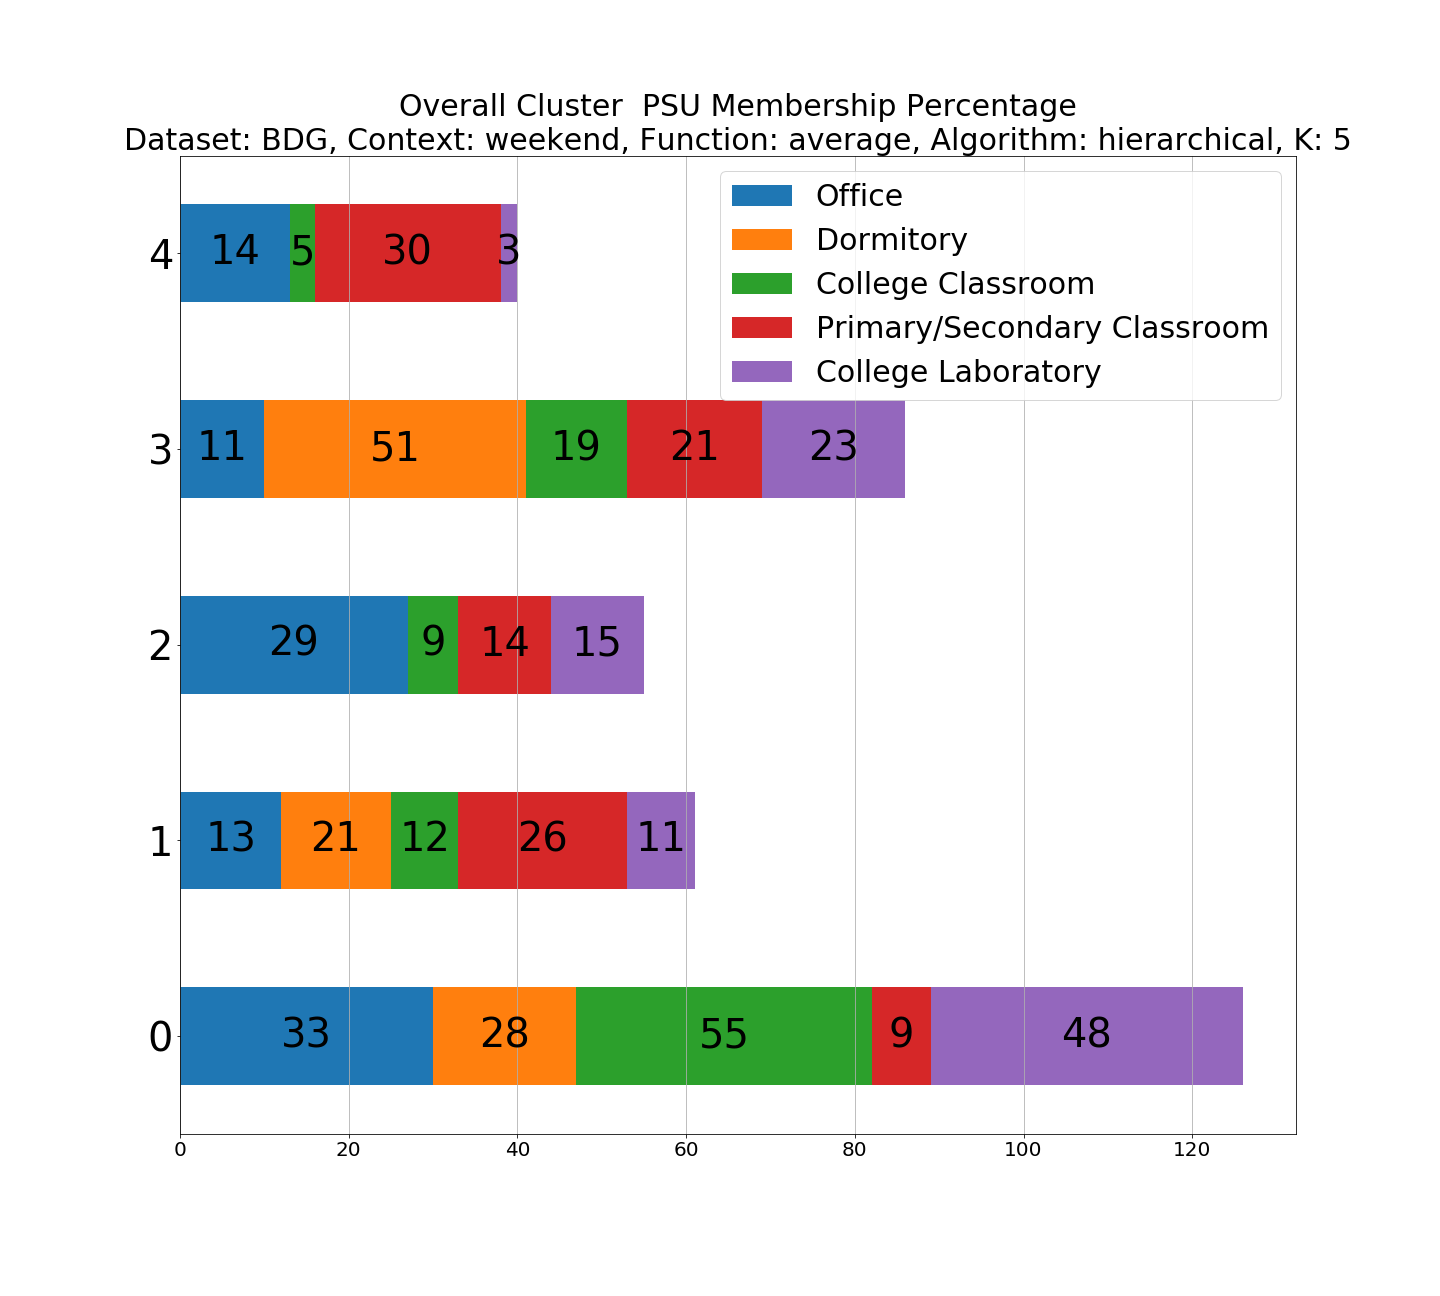 Overall Cluster  PSU Membership Percentage
Dataset: BDG, Context: weekend, Function: average, Algorithm: hierarchical, K: 5
Office
Dormitory
College Classroom
Primary/Secondary Classroom
College Laboratory
4 14 5 30 3
3 11 51 19 21 23
2 29 9 14 15
1 13 21 12 26 11
0 33 28 55 9 48
0 20 40 60 80 100 120